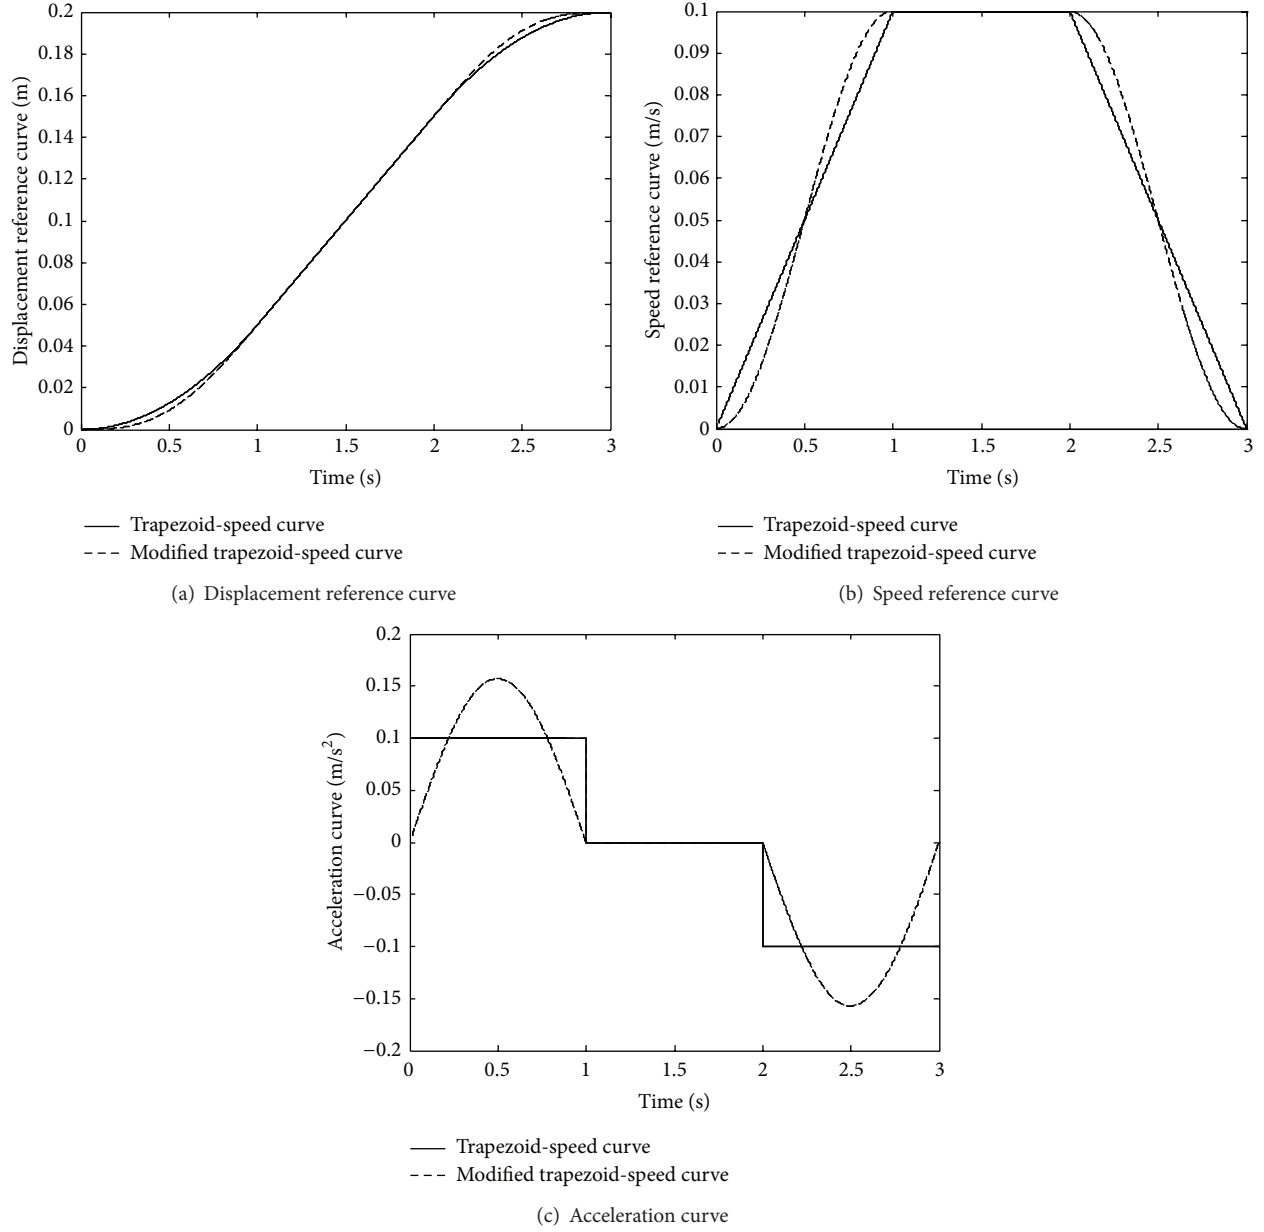 Displacement reference curve (m)
0.2
0.18
0.16
0.14
0.12
0.1
0.08
0.06
0.04
0.02
0
0 0.5 1 1.5 2 2.5 3
Time (s)
Trapezoid-speed curve
Modified trapezoid-speed curve
(a) Displacement reference curve
Speed reference curve (m/s)
0.1
0.09
0.08
0.07
0.06
0.05
0.04
0.03
0.02
0.01
0
0 0.5 1 1.5 2 2.5 3
Time (s)
Trapezoid-speed curve
Modified trapezoid-speed curve
(b) Speed reference curve
Acceleration curve (m/s²)
0.2
0.15
0.1
0.05
0
−0.05
−0.1
−0.15
−0.2
0 0.5 1 1.5 2 2.5 3
Time (s)
Trapezoid-speed curve
Modified trapezoid-speed curve
(c) Acceleration curve